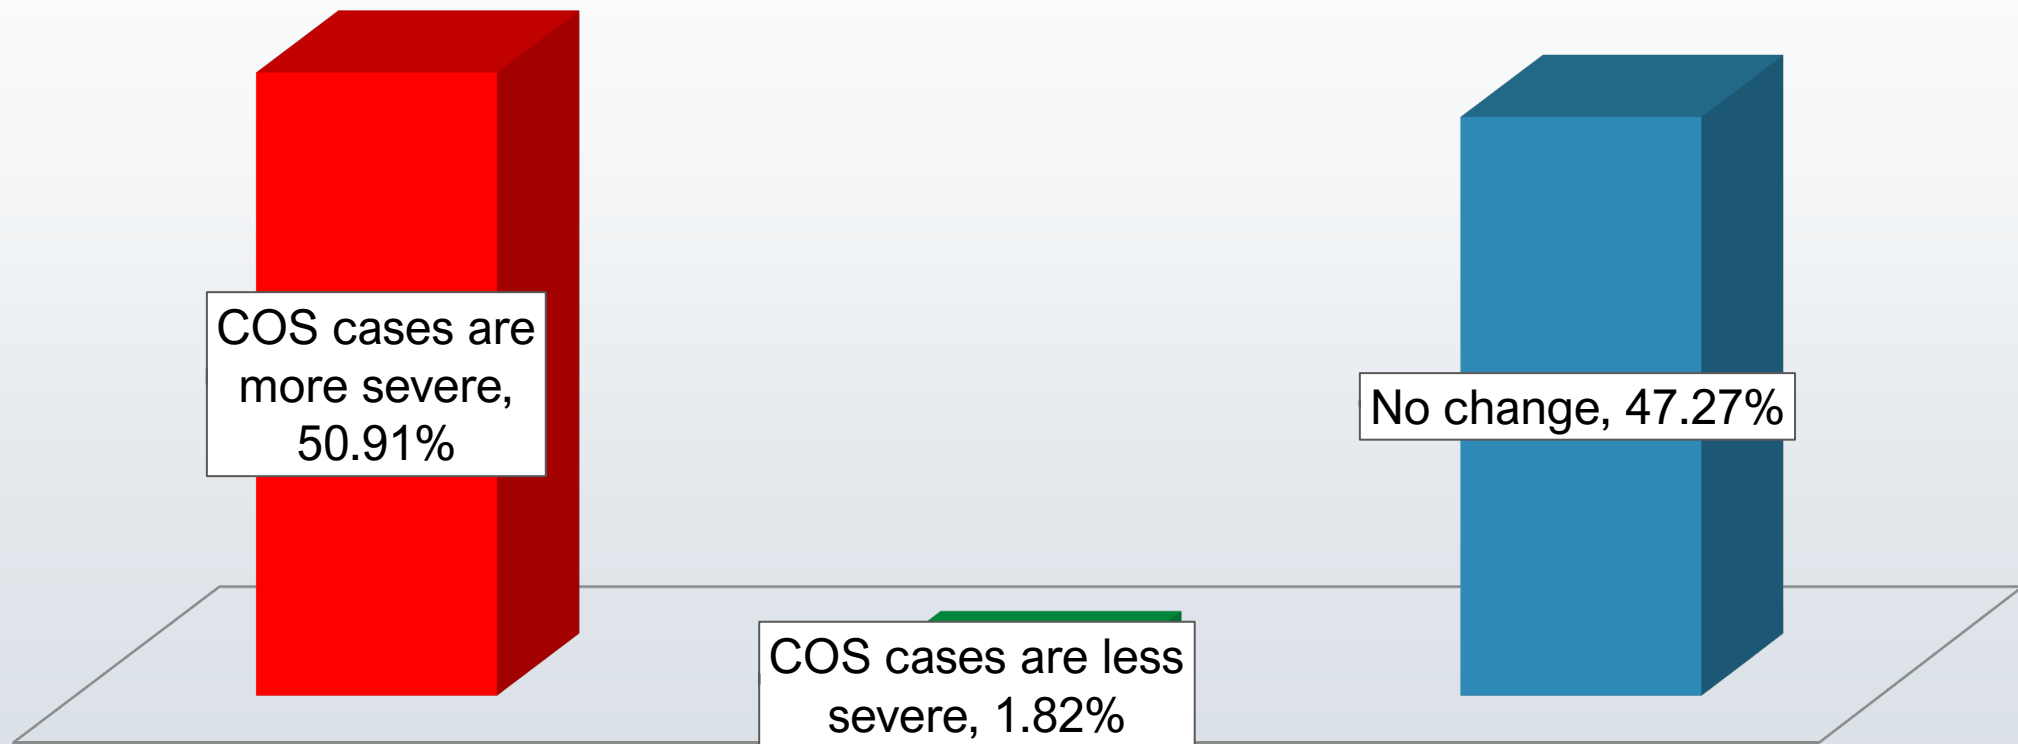 COS cases are
more severe,
50.91%
COS cases are less
severe, 1.82%
No change, 47.27%